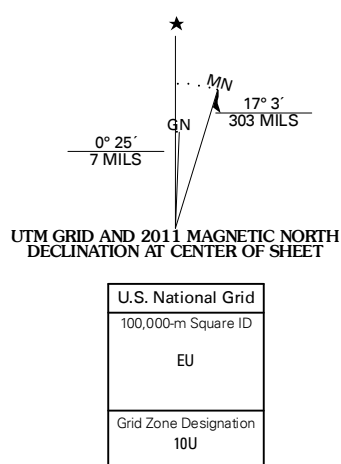 ★
MN
17° 3´
303 MILS
GN
0° 25´
7 MILS
UTM GRID AND 2011 MAGNETIC NORTH
DECLINATION AT CENTER OF SHEET
U.S. National Grid
100,000-m Square ID
EU
Grid Zone Designation
10U